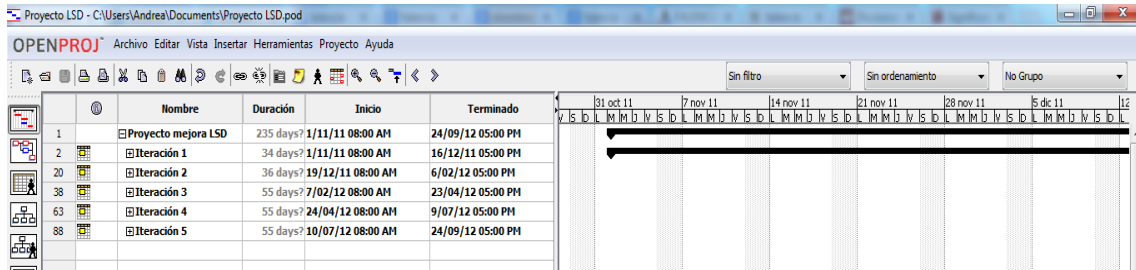 Proyecto LSD - C:\Users\Andrea\Documents\Proyecto LSD.pod
OPENPROJ™ Archivo Editar Vista Insertar Herramientas Proyecto Ayuda
Sin filtro Sin ordenamiento No Grupo
Nombre Duración Inicio Terminado
31 oct 11 7 nov 11 14 nov 11 21 nov 11 28 nov 11 5 dic 11 12
V S D L M M J V S D L M M J V S D L M M J V S D L M M J V S D L M M J V S D L M M J V S D L
1 Proyecto mejora LSD 235 days? 1/11/11 08:00 AM 24/09/12 05:00 PM
2 Iteración 1 34 days? 1/11/11 08:00 AM 16/12/11 05:00 PM
20 Iteración 2 36 days? 19/12/11 08:00 AM 6/02/12 05:00 PM
38 Iteración 3 55 days? 7/02/12 08:00 AM 23/04/12 05:00 PM
63 Iteración 4 55 days? 24/04/12 08:00 AM 9/07/12 05:00 PM
88 Iteración 5 55 days? 10/07/12 08:00 AM 24/09/12 05:00 PM